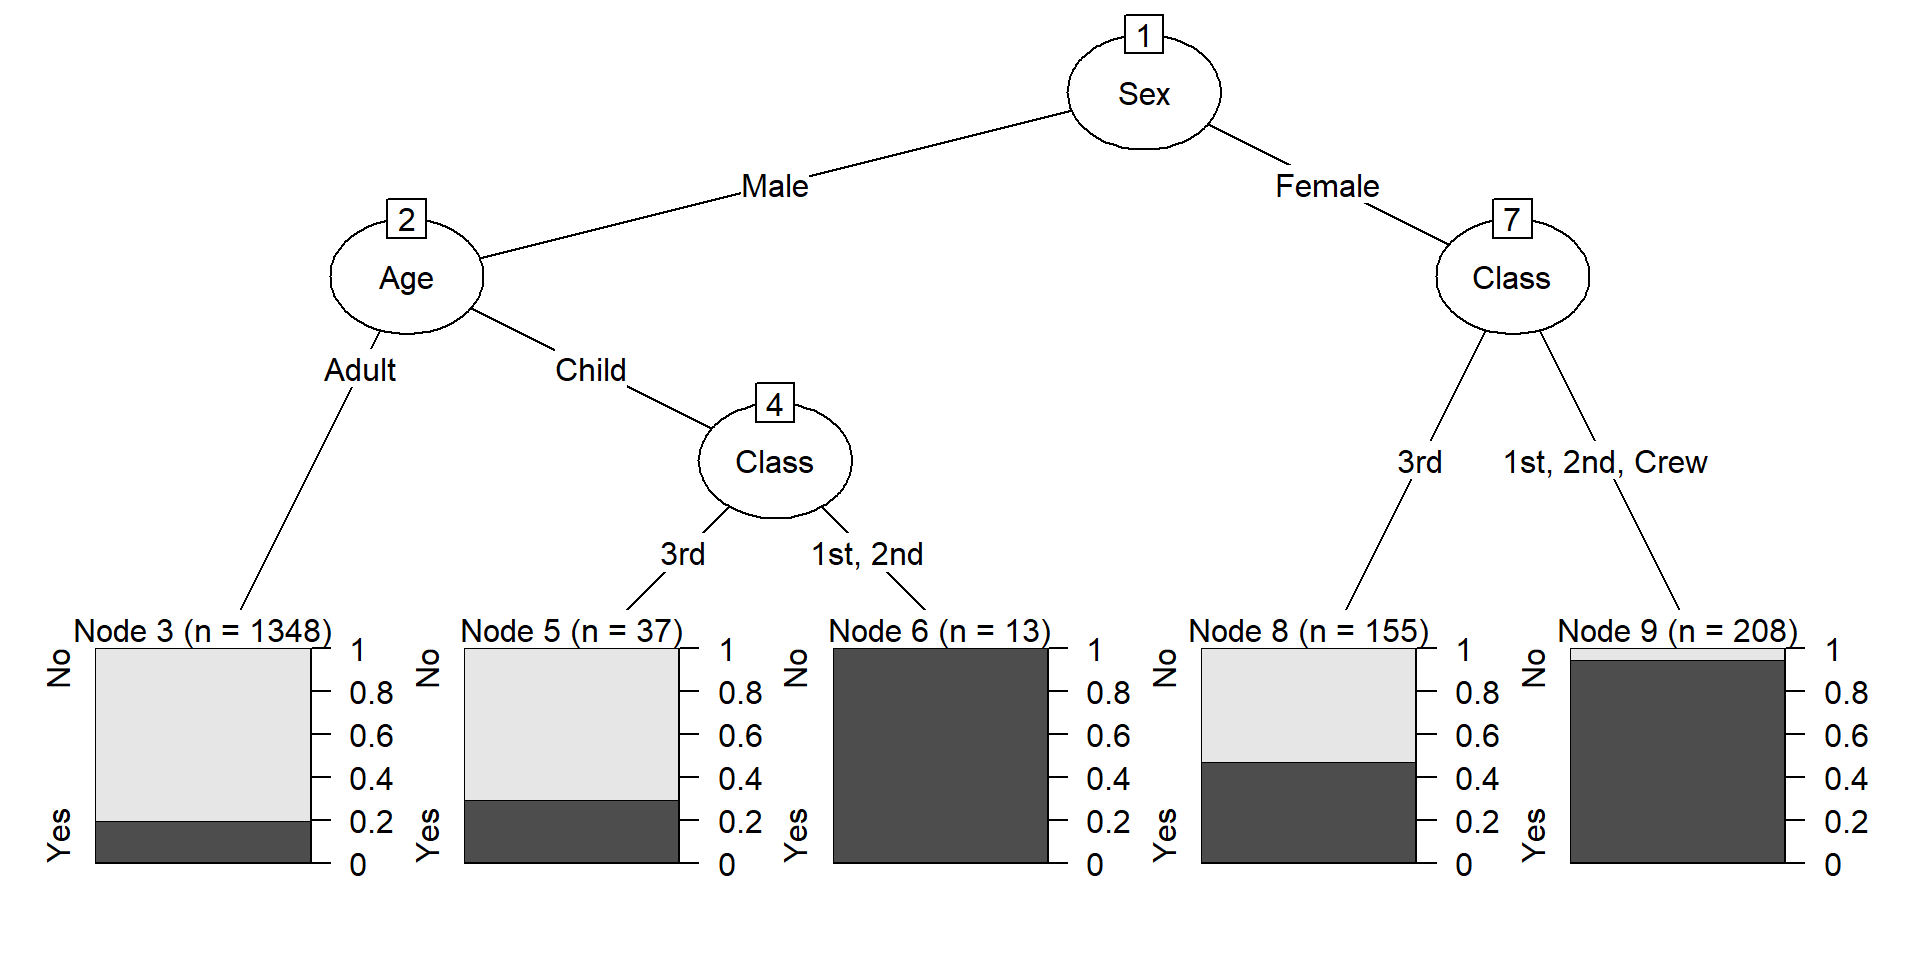 1
Sex
Male
Female
2
Age
7
Class
Adult
Child
4
Class
3rd
1st, 2nd, Crew
3rd
1st, 2nd
Node 3 (n = 1348)
No
Yes
1
0.8
0.6
0.4
0.2
0
Node 5 (n = 37)
No
Yes
1
0.8
0.6
0.4
0.2
0
Node 6 (n = 13)
No
Yes
1
0.8
0.6
0.4
0.2
0
Node 8 (n = 155)
No
Yes
1
0.8
0.6
0.4
0.2
0
Node 9 (n = 208)
No
Yes
1
0.8
0.6
0.4
0.2
0